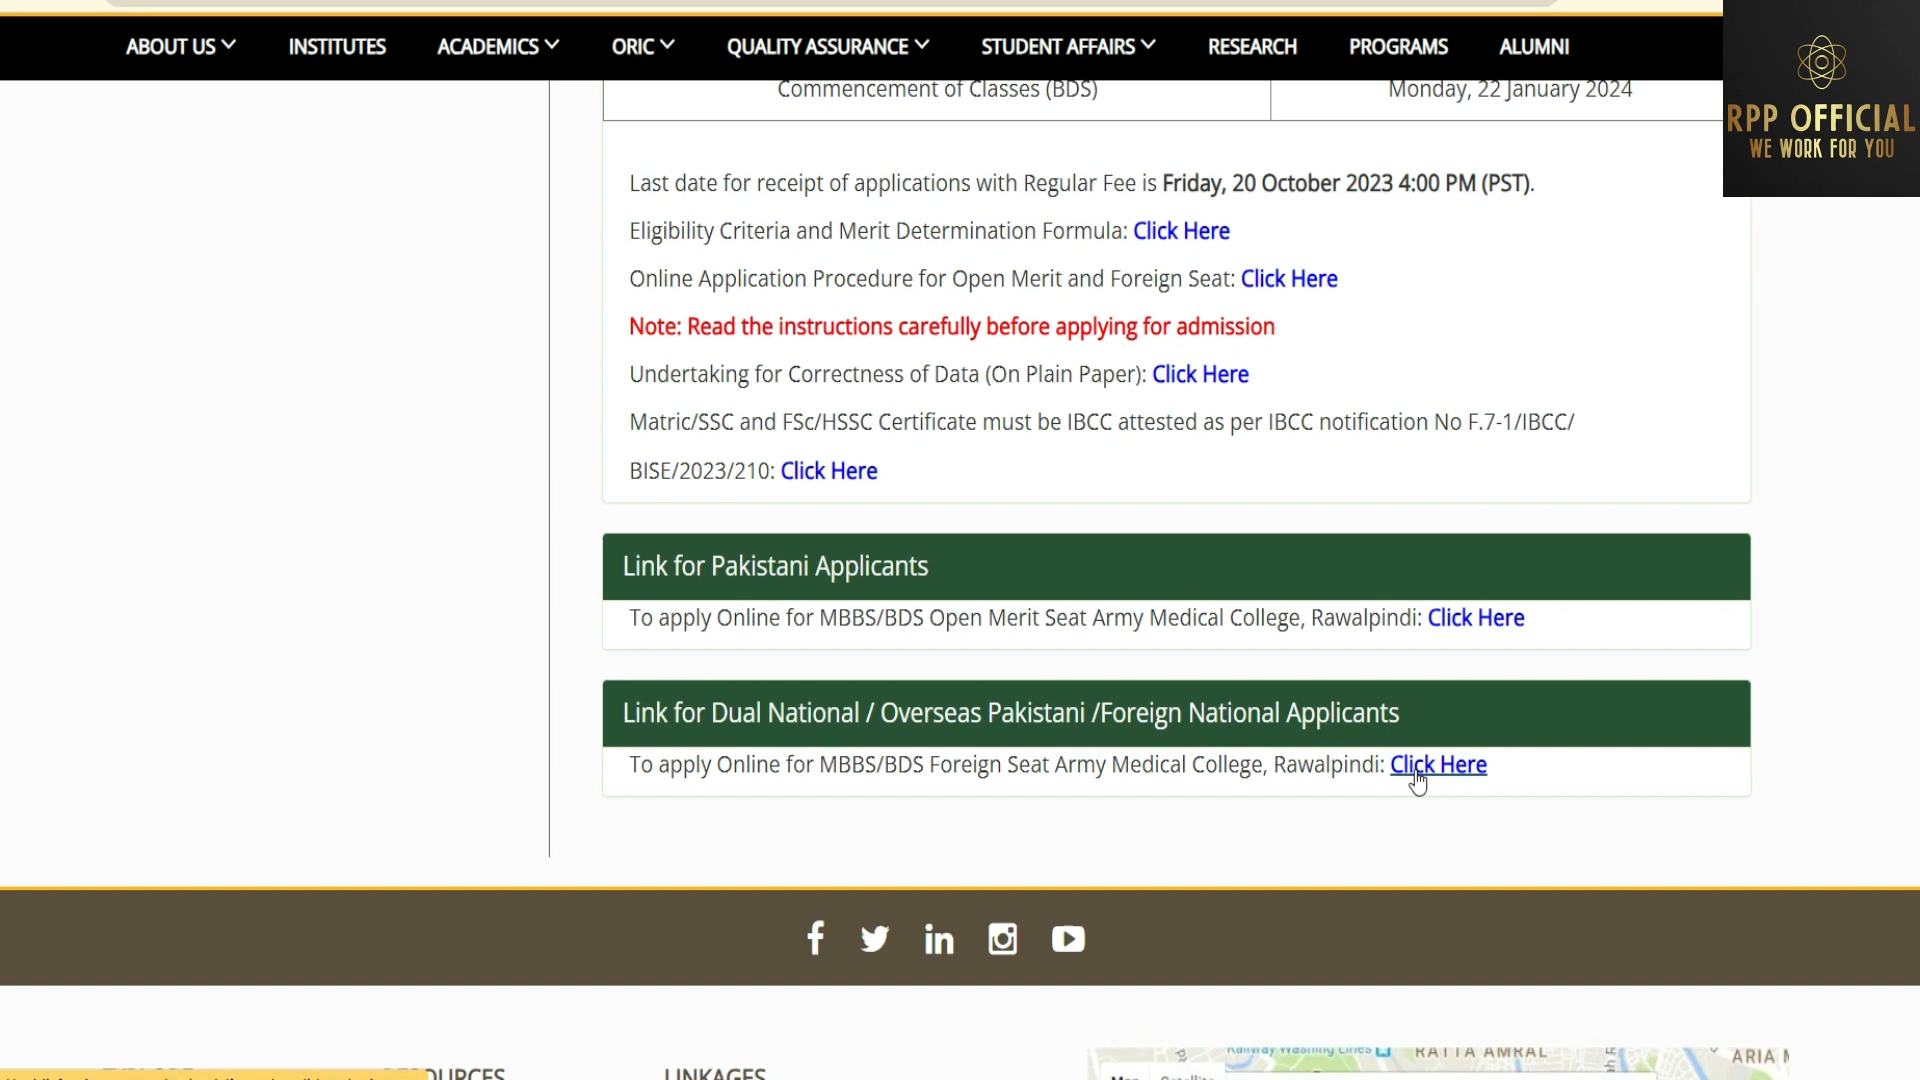 ABOUT US INSTITUTES ACADEMICS ORIC QUALITY ASSURANCE STUDENT AFFAIRS RESEARCH PROGRAMS ALUMNI
RPP OFFICIAL
WE WORK FOR YOU
Commencement of Classes (BDS) Monday, 22 January 2024
Last date for receipt of applications with Regular Fee is Friday, 20 October 2023 4:00 PM (PST).
Eligibility Criteria and Merit Determination Formula: Click Here
Online Application Procedure for Open Merit and Foreign Seat: Click Here
Note: Read the instructions carefully before applying for admission
Undertaking for Correctness of Data (On Plain Paper): Click Here
Matric/SSC and FSc/HSSC Certificate must be IBCC attested as per IBCC notification No F.7-1/IBCC/
BISE/2023/210: Click Here
Link for Pakistani Applicants
To apply Online for MBBS/BDS Open Merit Seat Army Medical College, Rawalpindi: Click Here
Link for Dual National / Overseas Pakistani /Foreign National Applicants
To apply Online for MBBS/BDS Foreign Seat Army Medical College, Rawalpindi: Click Here
Railway Washing Lines RATTA AMRAL
LINKAGES
Map Satellite